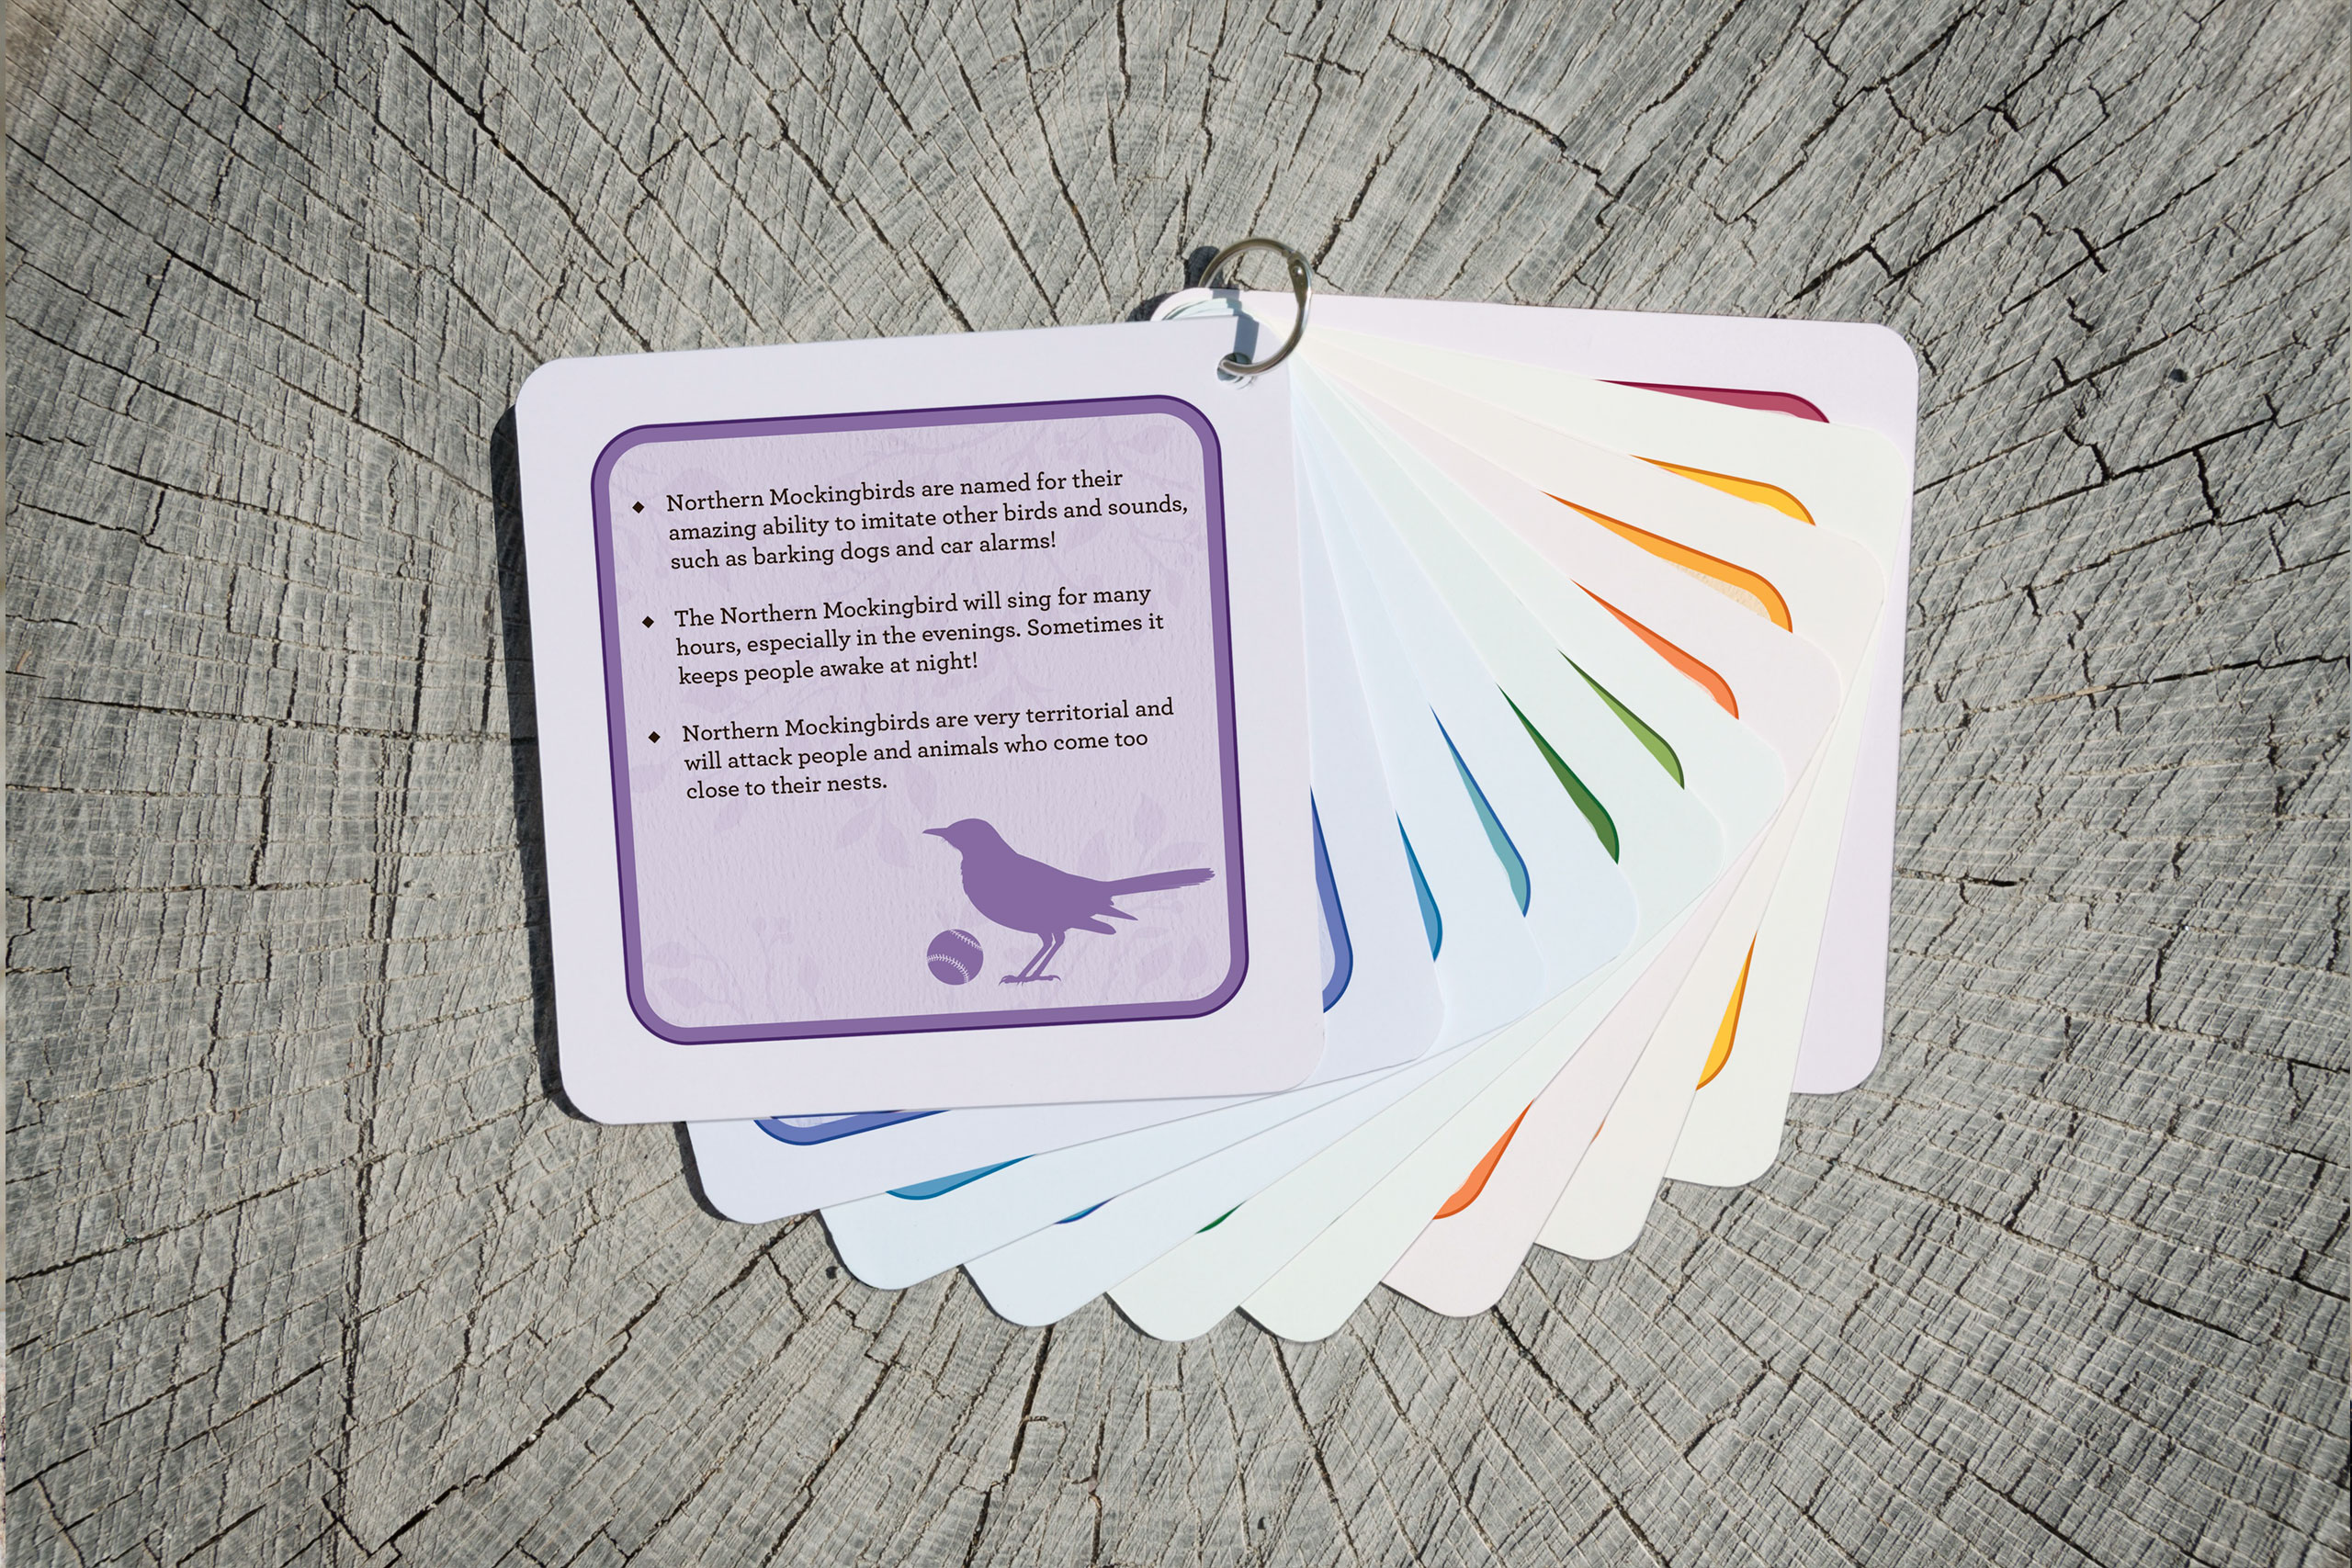 ◆ Northern Mockingbirds are named for their
amazing ability to imitate other birds and sounds,
such as barking dogs and car alarms!
◆ The Northern Mockingbird will sing for many
hours, especially in the evenings. Sometimes it
keeps people awake at night!
◆ Northern Mockingbirds are very territorial and
will attack people and animals who come too
close to their nests.